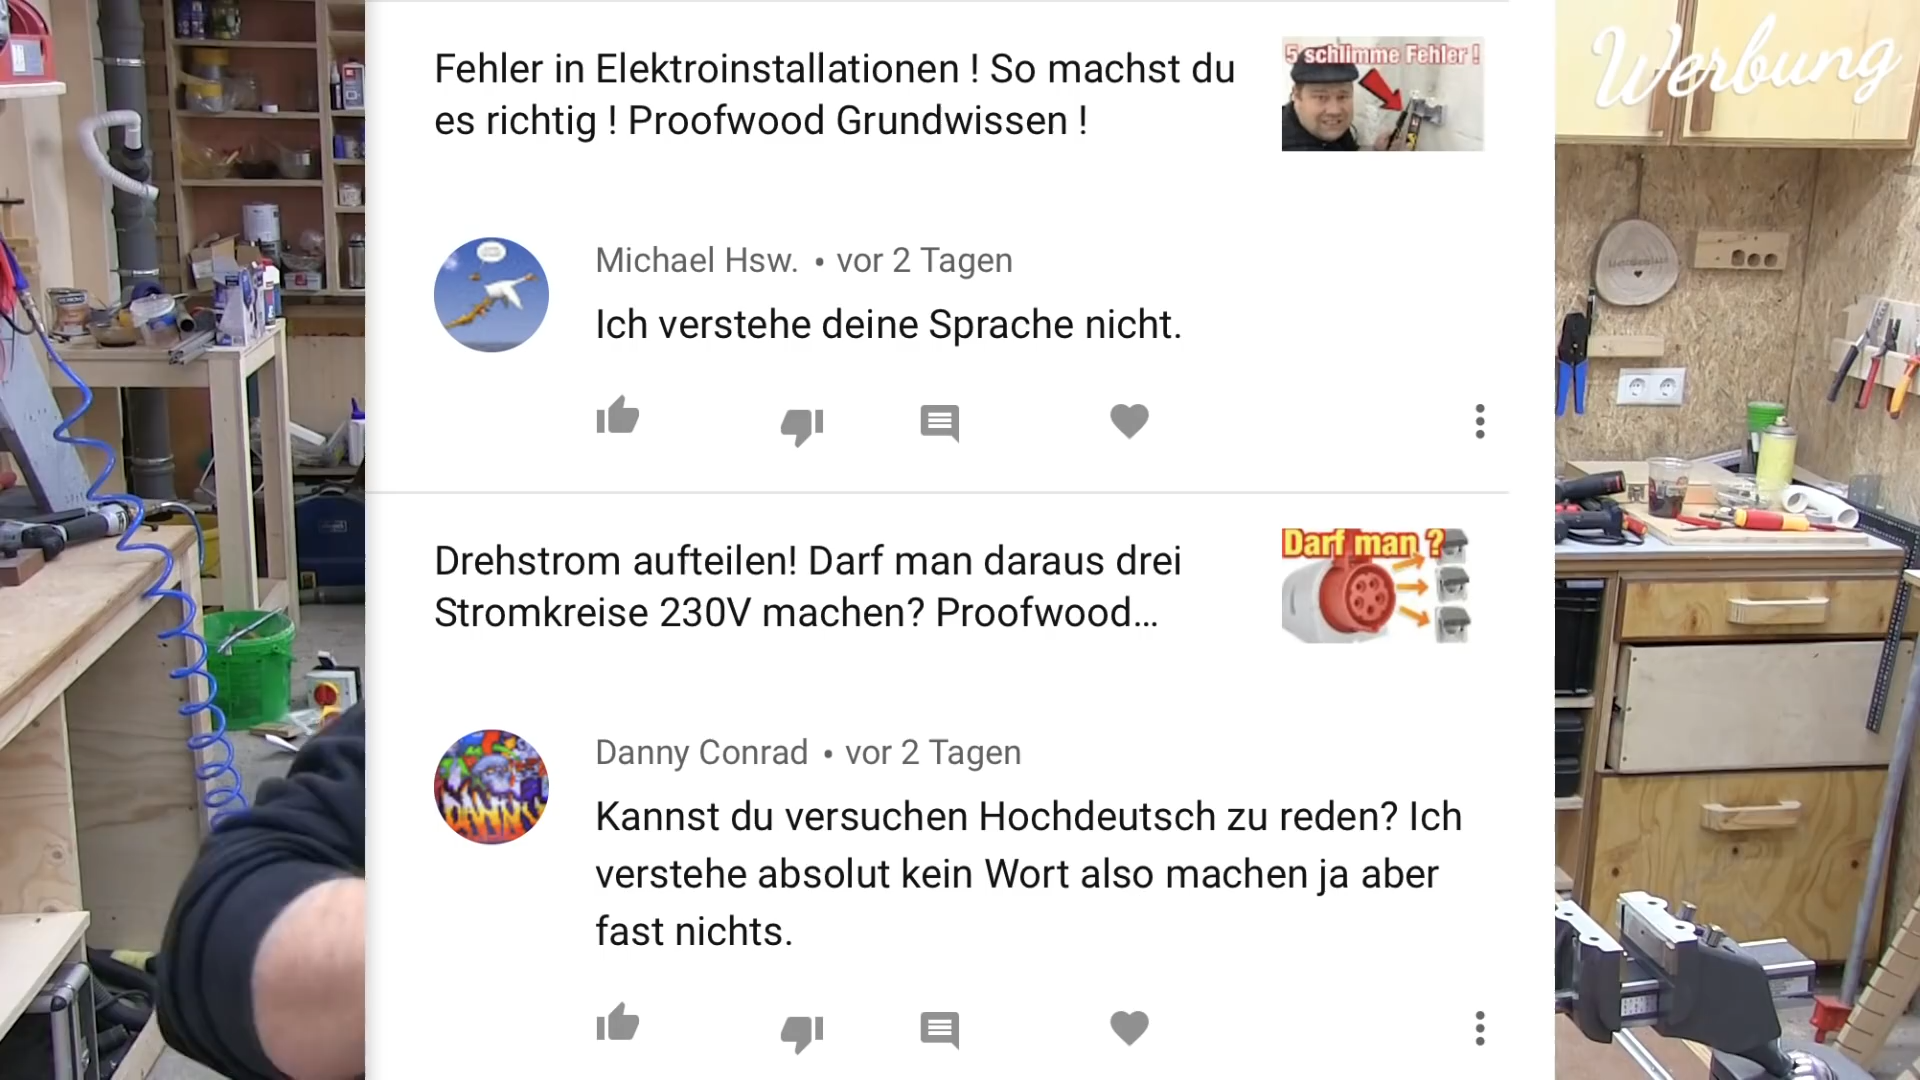 Werbung
Fehler in Elektroinstallationen ! So machst du
es richtig ! Proofwood Grundwissen !
5 schlimme Fehler !
Michael Hsw. • vor 2 Tagen
Ich verstehe deine Sprache nicht.
Drehstrom aufteilen! Darf man daraus drei
Stromkreise 230V machen? Proofwood...
Darf man ?
Danny Conrad • vor 2 Tagen
Kannst du versuchen Hochdeutsch zu reden? Ich
verstehe absolut kein Wort also machen ja aber
fast nichts.